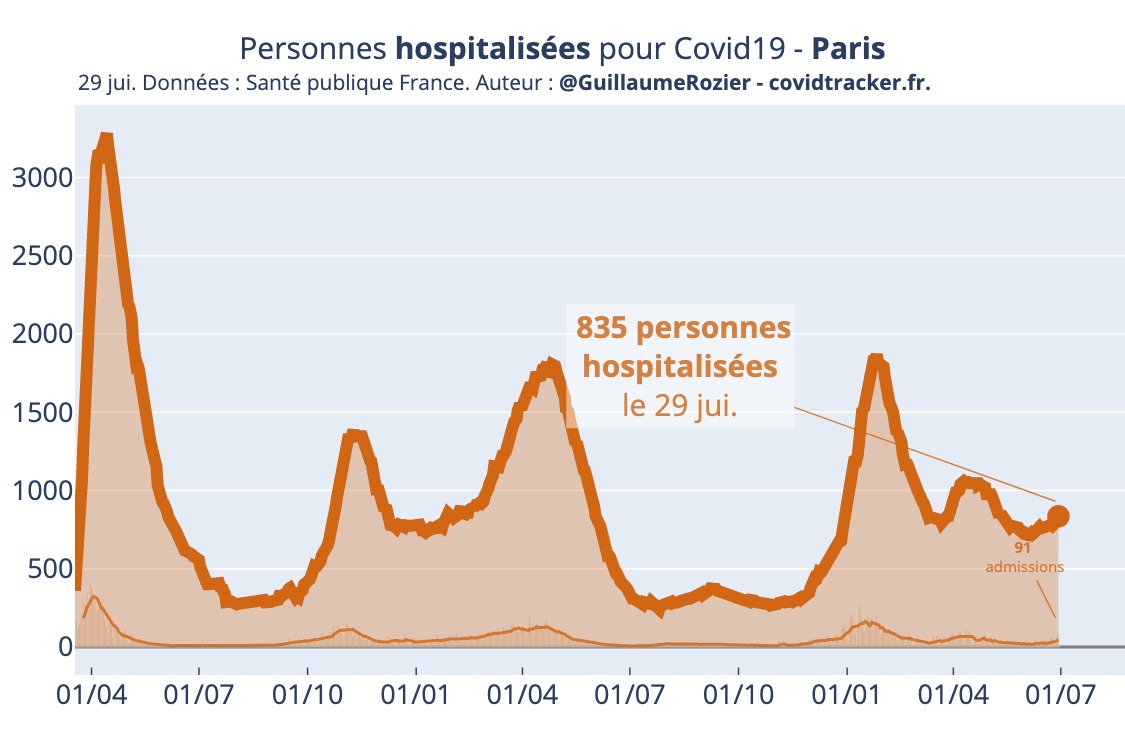 Personnes hospitalisées pour Covid19 - Paris
29 jui. Données : Santé publique France. Auteur : @GuillaumeRozier - covidtracker.fr.
3000
2500
2000
1500
1000
500
0
835 personnes
hospitalisées
le 29 jui.
91
admissions
01/04 01/07 01/10 01/01 01/04 01/07 01/10 01/01 01/04 01/07